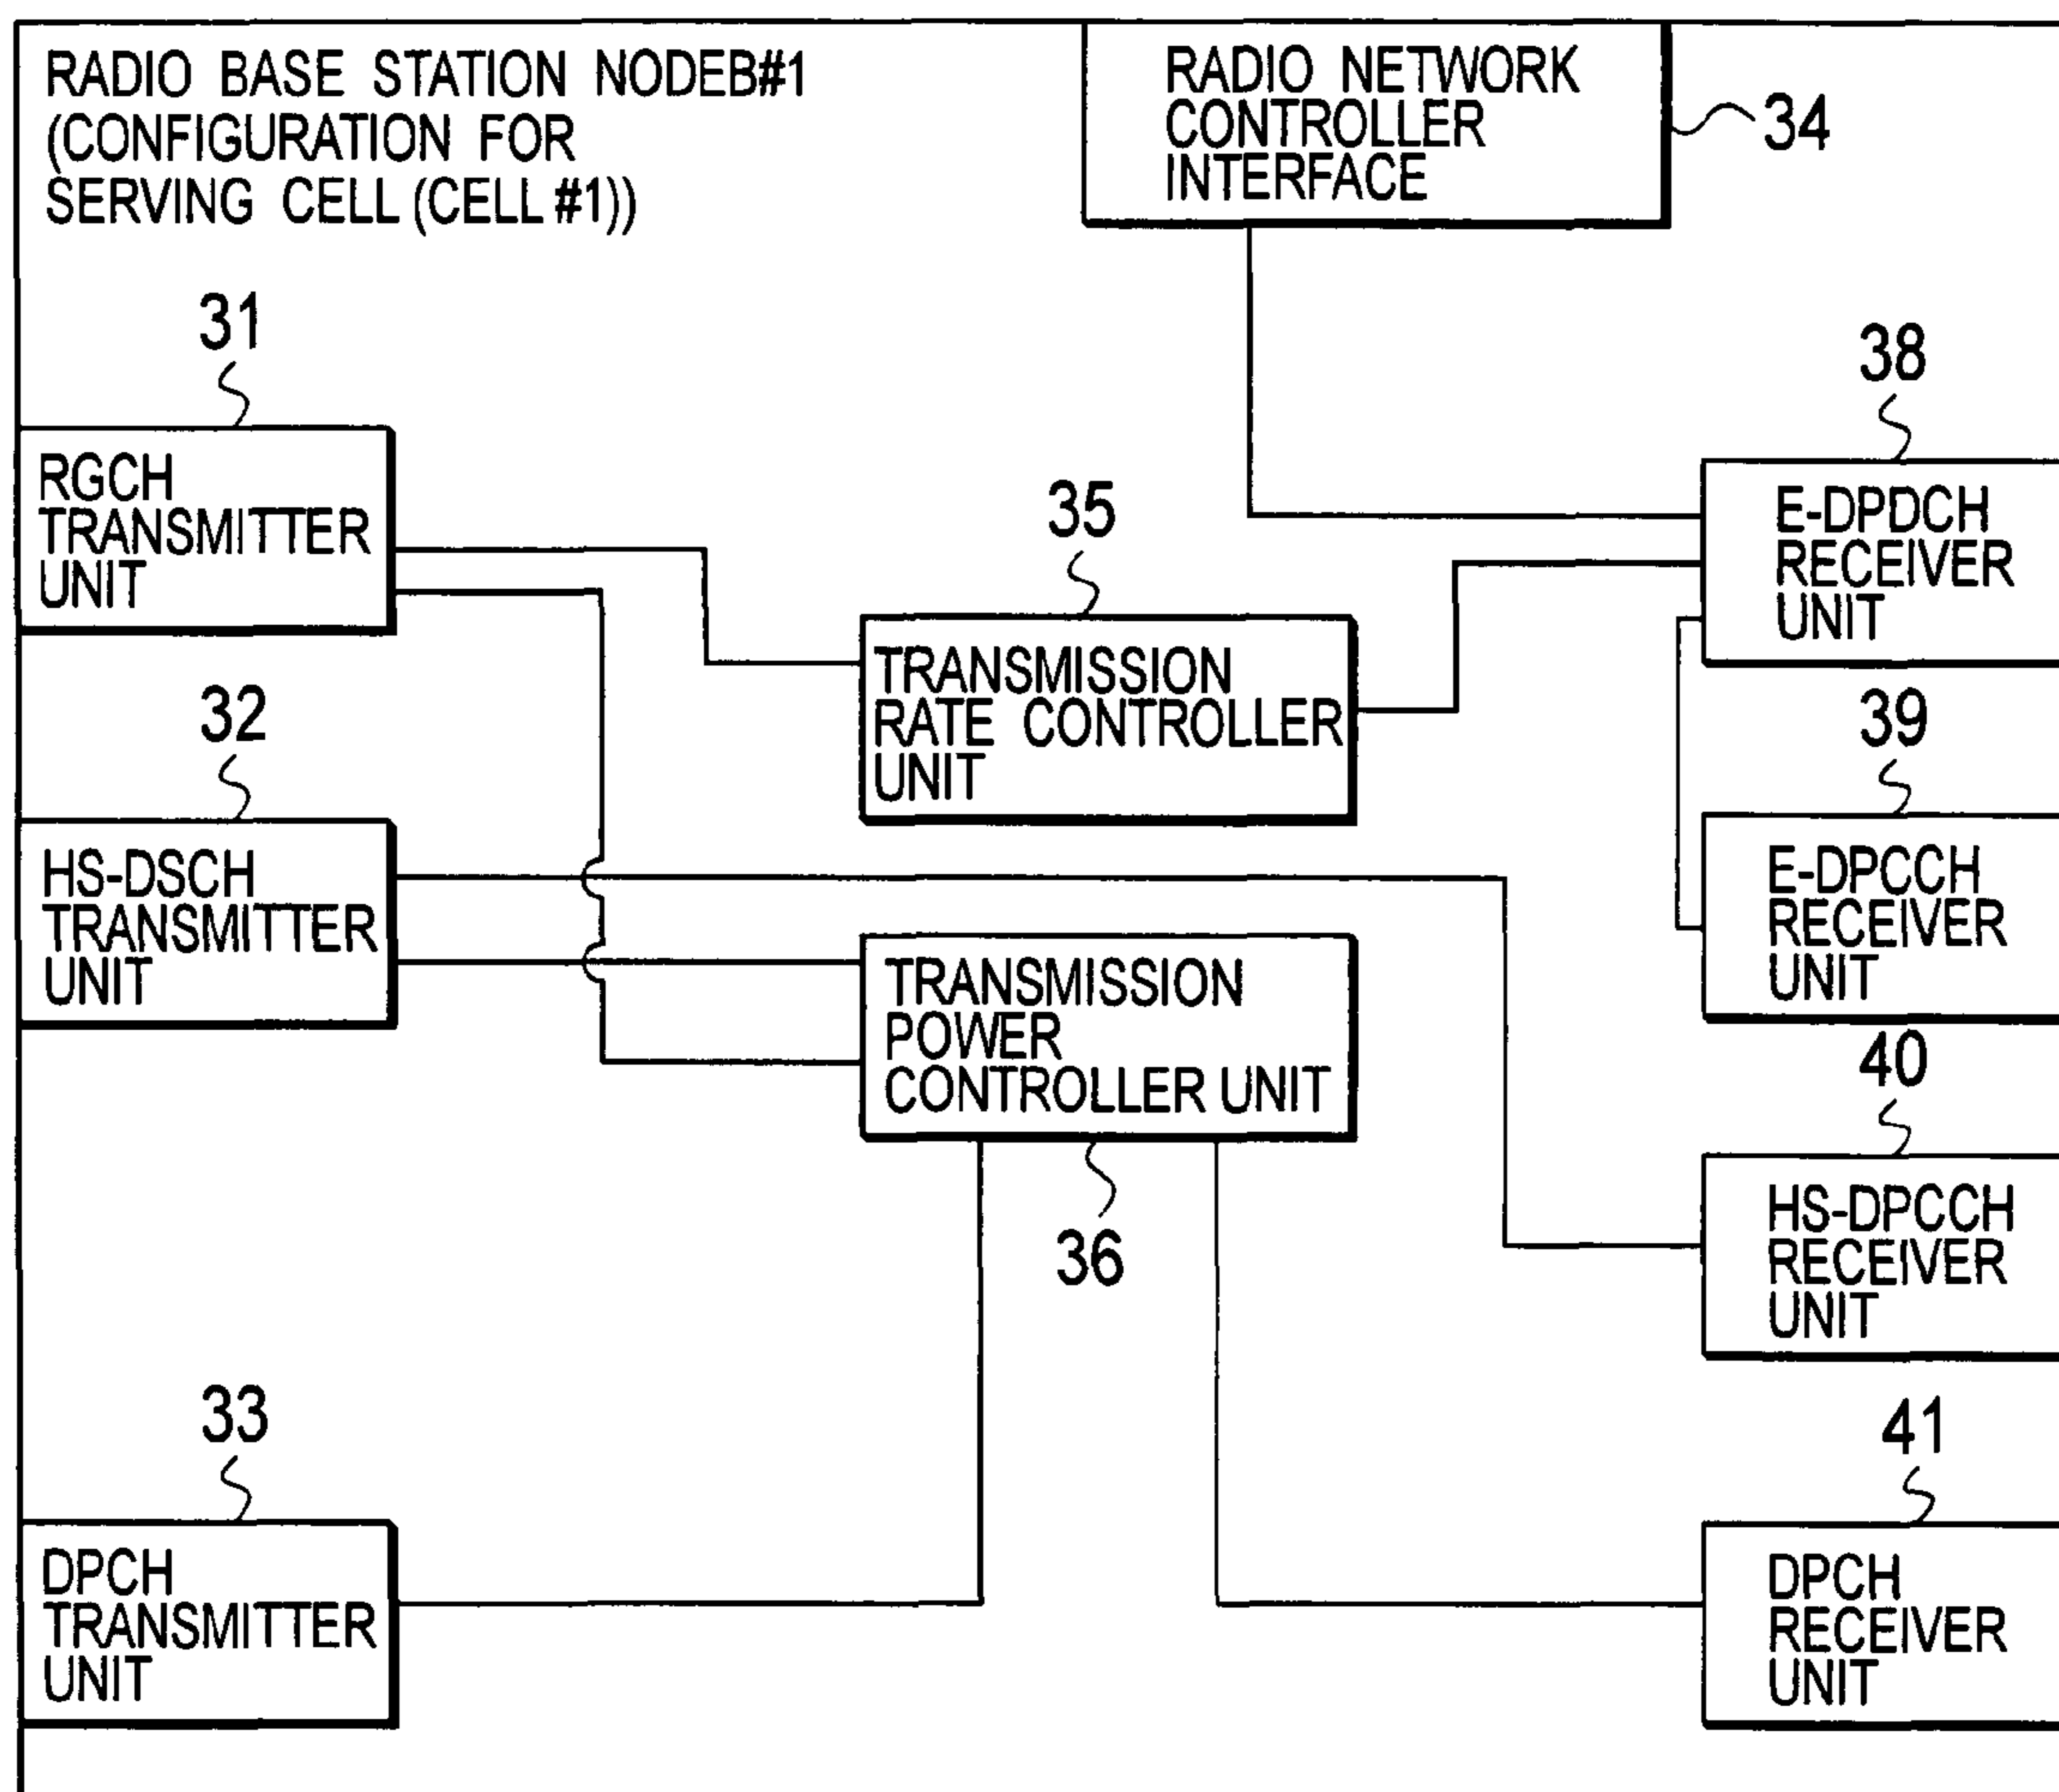 RADIO BASE STATION NODEB#1
(CONFIGURATION FOR
SERVING CELL (CELL #1))
RADIO NETWORK
CONTROLLER
INTERFACE
34
31
RGCH
TRANSMITTER
UNIT
35
TRANSMISSION
RATE CONTROLLER
UNIT
38
E-DPDCH
RECEIVER
UNIT
32
HS-DSCH
TRANSMITTER
UNIT
39
E-DPCCH
RECEIVER
UNIT
TRANSMISSION
POWER
CONTROLLER UNIT
36
40
HS-DPCCH
RECEIVER
UNIT
33
DPCH
TRANSMITTER
UNIT
41
DPCH
RECEIVER
UNIT